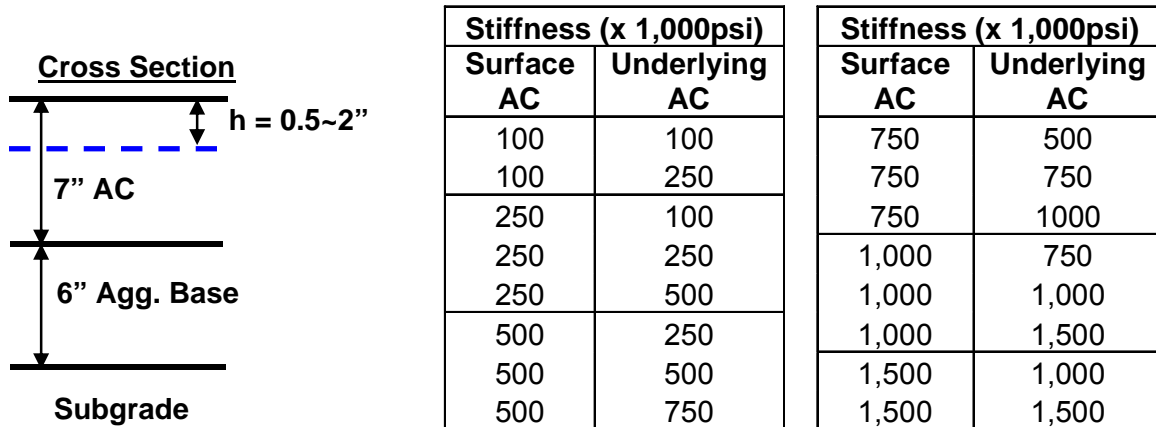 Cross Section
h = 0.5~2”
7” AC
6” Agg. Base
Subgrade
Stiffness (x 1,000psi)
Surface AC Underlying AC
100 100
100 250
250 100
250 250
250 500
500 250
500 500
500 750
Stiffness (x 1,000psi)
Surface AC Underlying AC
750 500
750 750
750 1000
1,000 750
1,000 1,000
1,000 1,500
1,500 1,000
1,500 1,500